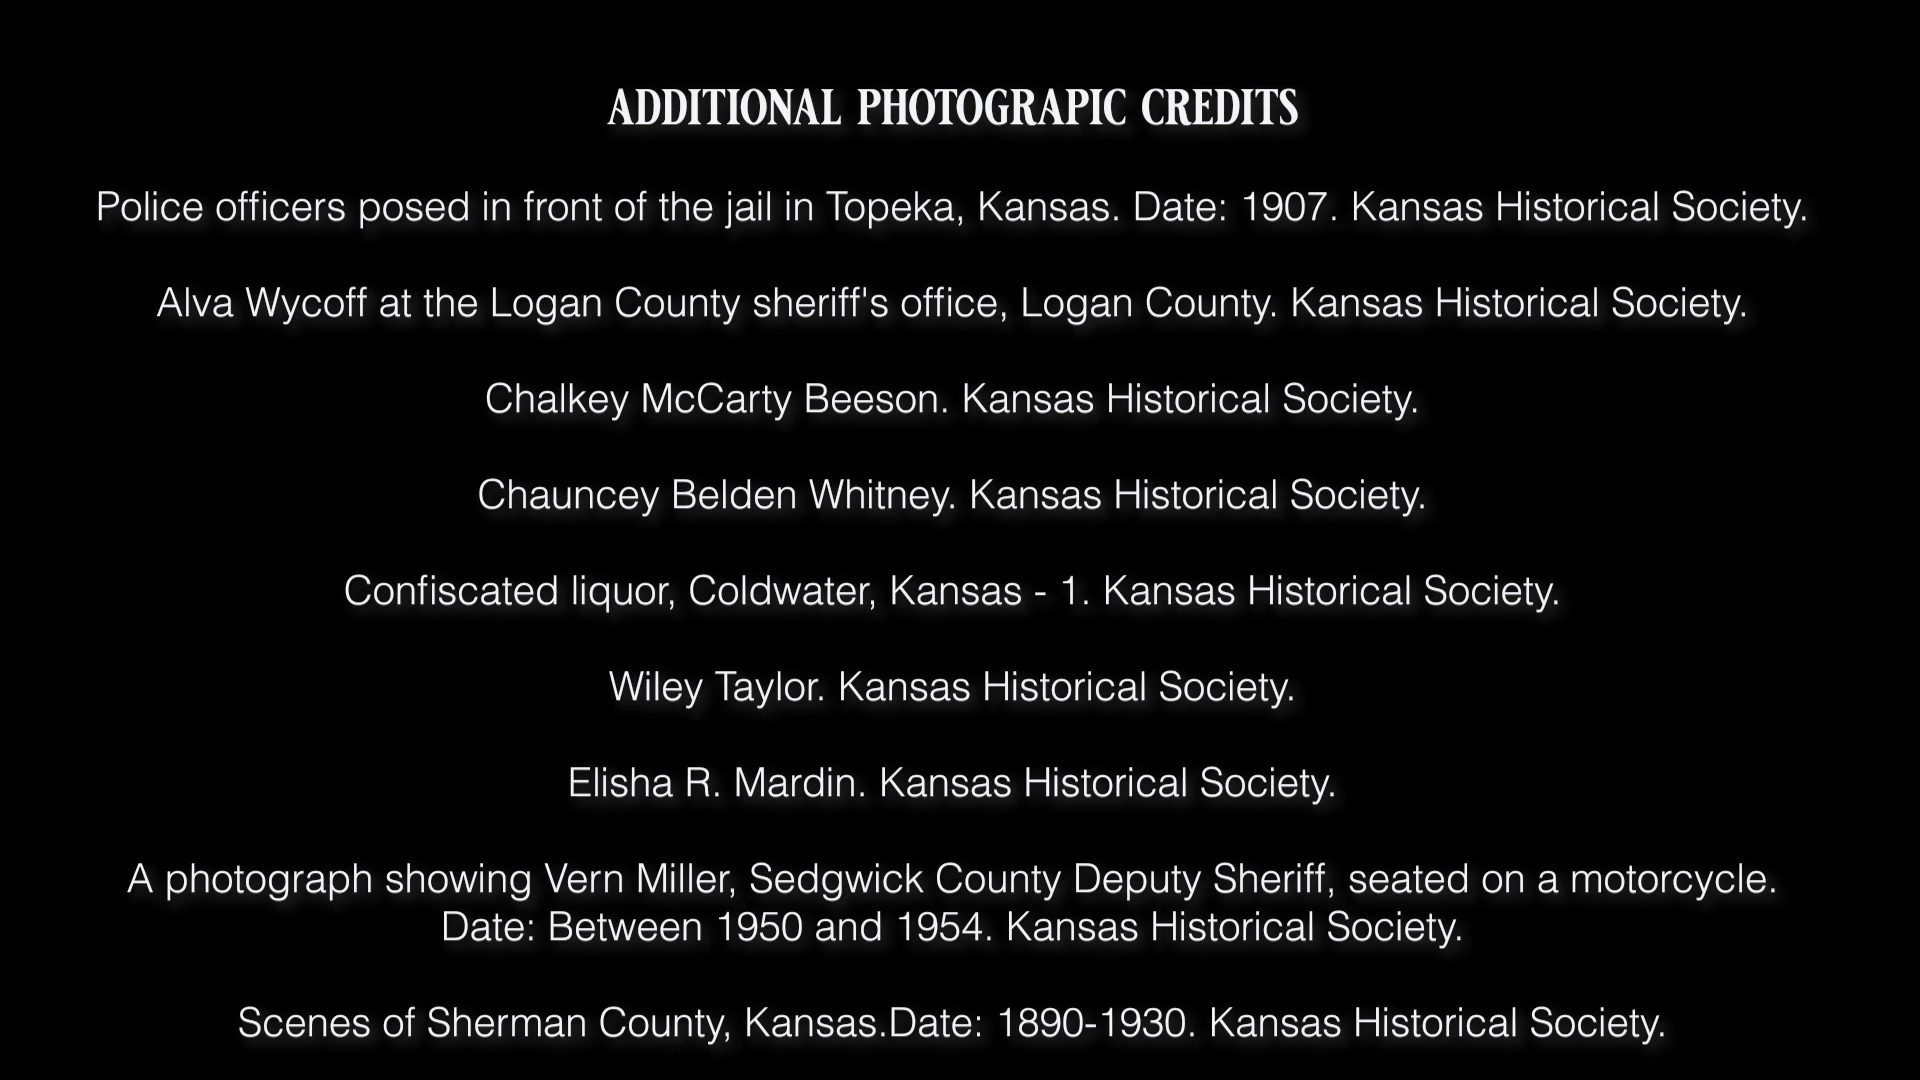 ADDITIONAL PHOTOGRAPIC CREDITS
Police officers posed in front of the jail in Topeka, Kansas. Date: 1907. Kansas Historical Society.
Alva Wycoff at the Logan County sheriff's office, Logan County. Kansas Historical Society.
Chalkey McCarty Beeson. Kansas Historical Society.
Chauncey Belden Whitney. Kansas Historical Society.
Confiscated liquor, Coldwater, Kansas - 1. Kansas Historical Society.
Wiley Taylor. Kansas Historical Society.
Elisha R. Mardin. Kansas Historical Society.
A photograph showing Vern Miller, Sedgwick County Deputy Sheriff, seated on a motorcycle.
Date: Between 1950 and 1954. Kansas Historical Society.
Scenes of Sherman County, Kansas.Date: 1890-1930. Kansas Historical Society.